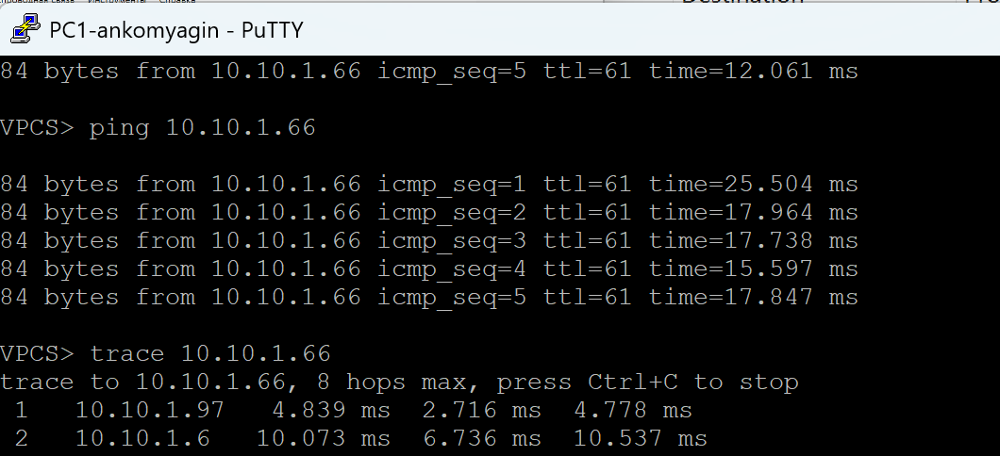 PC1-ankomyagin - PuTTY
84 bytes from 10.10.1.66 icmp_seq=5 ttl=61 time=12.061 ms
VPCS> ping 10.10.1.66
84 bytes from 10.10.1.66 icmp_seq=1 ttl=61 time=25.504 ms
84 bytes from 10.10.1.66 icmp_seq=2 ttl=61 time=17.964 ms
84 bytes from 10.10.1.66 icmp_seq=3 ttl=61 time=17.738 ms
84 bytes from 10.10.1.66 icmp_seq=4 ttl=61 time=15.597 ms
84 bytes from 10.10.1.66 icmp_seq=5 ttl=61 time=17.847 ms
VPCS> trace 10.10.1.66
trace to 10.10.1.66, 8 hops max, press Ctrl+C to stop
1 10.10.1.97 4.839 ms 2.716 ms 4.778 ms
2 10.10.1.6 10.073 ms 6.736 ms 10.537 ms